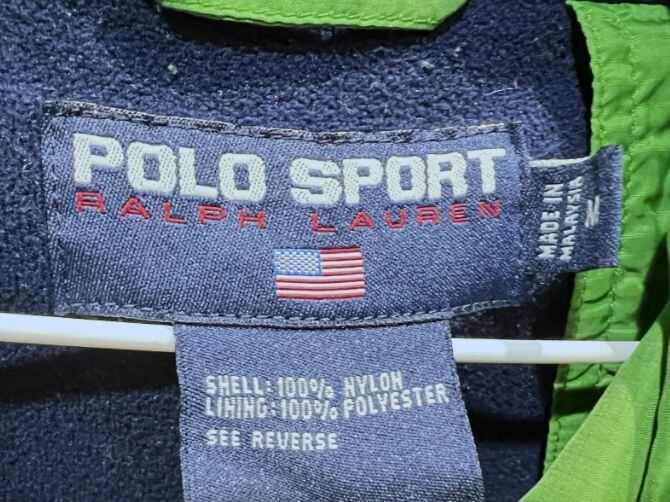 POLO SPORT
RALPH LAUREN
MADE IN
MALAYSIA
M
SHELL: 100% NYLON
LINING: 100% POLYESTER
SEE REVERSE